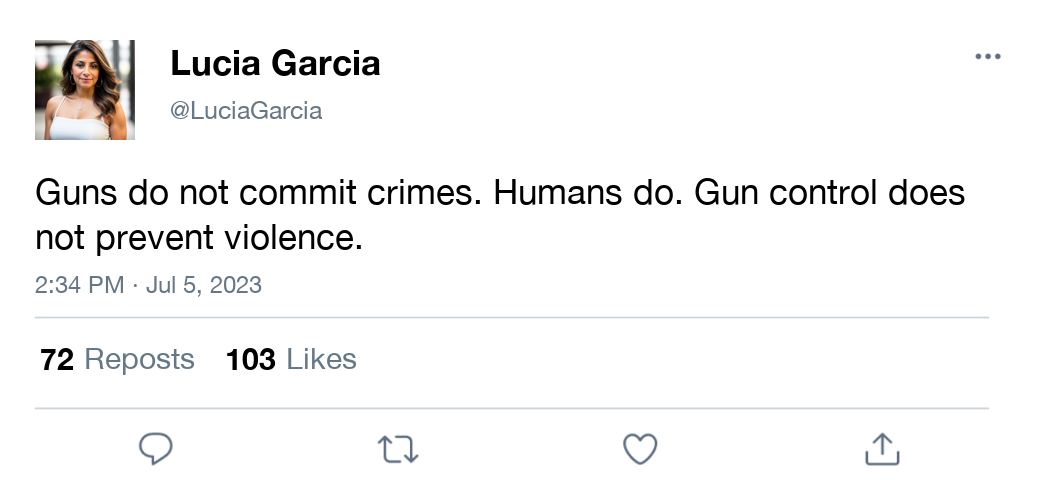 Lucia Garcia
@LuciaGarcia
Guns do not commit crimes. Humans do. Gun control does
not prevent violence.
2:34 PM · Jul 5, 2023
72 Reposts 103 Likes